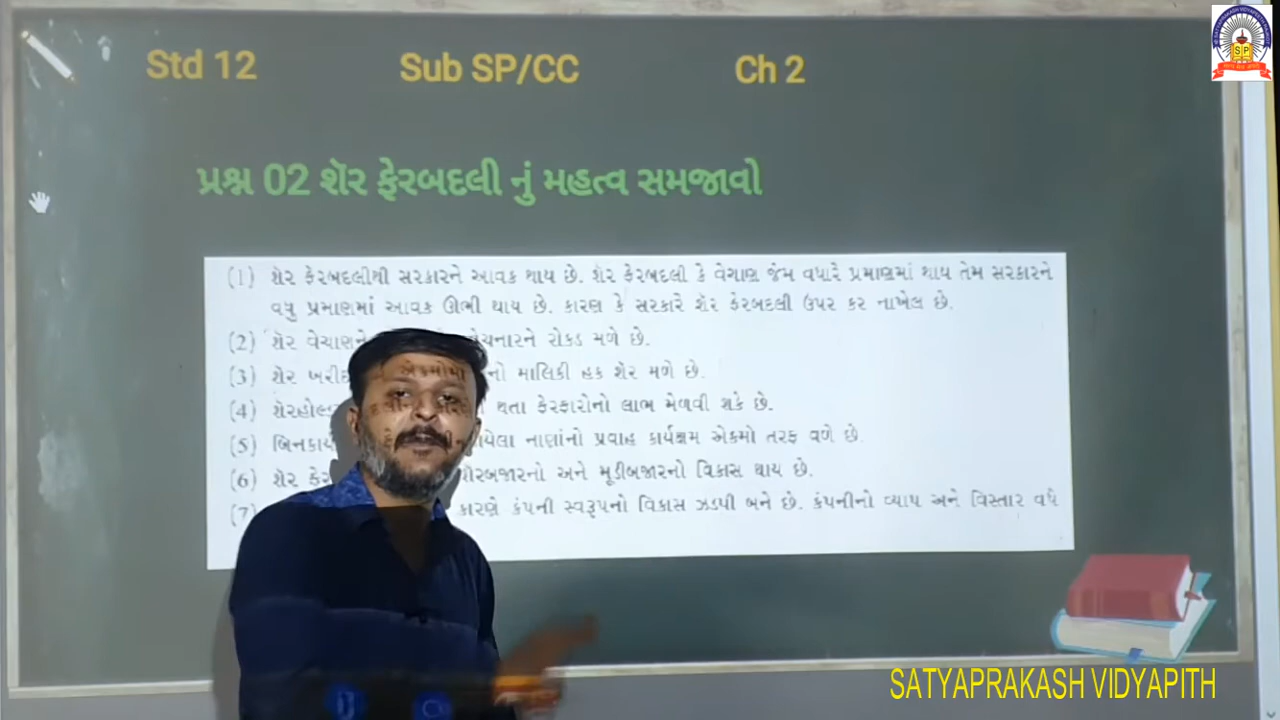 Std 12 Sub SP/CC Ch 2
પ્રશ્ન 02 શૅર ફેરબદલી નું મહત્વ સમજાવો
(1) શૅર ફેરબદલીથી સરકારને આવક થાય છે. શૅર ફેરબદલી કે વેચાણ જેમ વધારે પ્રમાણમાં થાય તેમ સરકારને
વધુ પ્રમાણમાં આવક ઊભી થાય છે. કારણ કે સરકારે શૅર ફેરબદલી ઉપર કર નાખેલ છે.
(2) શૅર વેચાણને વેચનારને રોકડ મળે છે.
(3) શૅર માલિકી હક શૅર મળે છે.
(4) થતા ફેરફારોનો લાભ મેળવી શકે છે.
(5) નાણાંનો પ્રવાહ કાર્યક્ષમ એકમો તરફ વળે છે.
(6) શૅર શૅરબજારનો અને મૂડીબજારનો વિકાસ થાય છે.
(7) કારણે કંપની સ્વરૂપનો વિકાસ ઝડપી બને છે. કંપનીનો વ્યાપ અને વિસ્તાર વધે
SP
SATYAPRAKASH VIDYAPITH